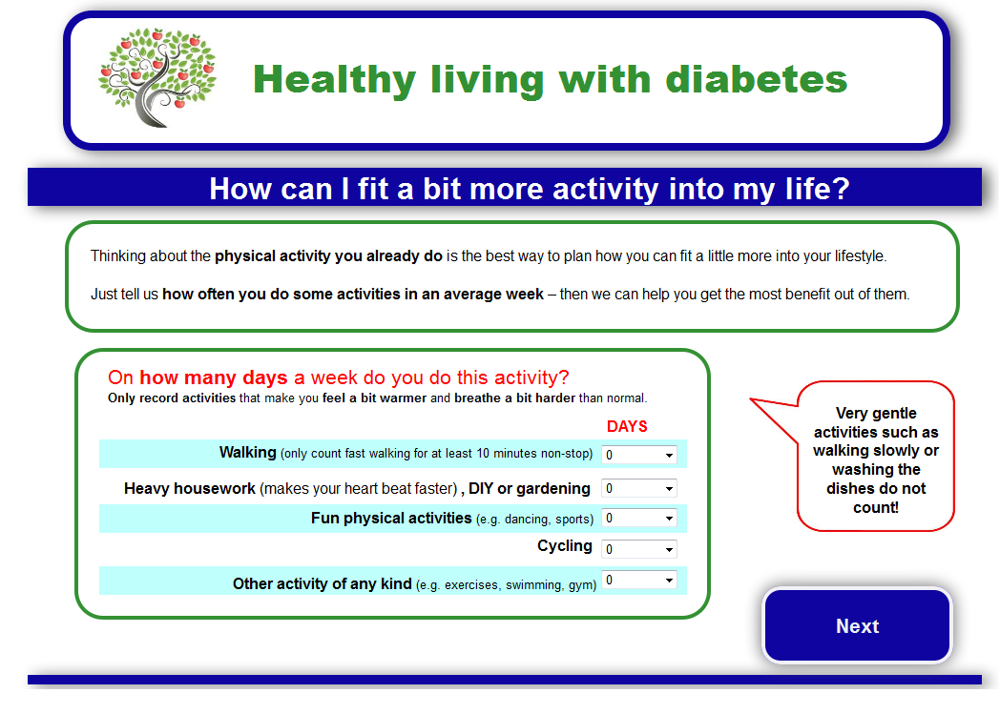 Healthy living with diabetes
How can I fit a bit more activity into my life?
Thinking about the physical activity you already do is the best way to plan how you can fit a little more into your lifestyle.
Just tell us how often you do some activities in an average week – then we can help you get the most benefit out of them.
On how many days a week do you do this activity?
Only record activities that make you feel a bit warmer and breathe a bit harder than normal.
DAYS
Walking (only count fast walking for at least 10 minutes non-stop) 0
Heavy housework (makes your heart beat faster) , DIY or gardening 0
Fun physical activities (e.g. dancing, sports) 0
Cycling 0
Other activity of any kind (e.g. exercises, swimming, gym) 0
Very gentle
activities such as
walking slowly or
washing the
dishes do not
count!
Next